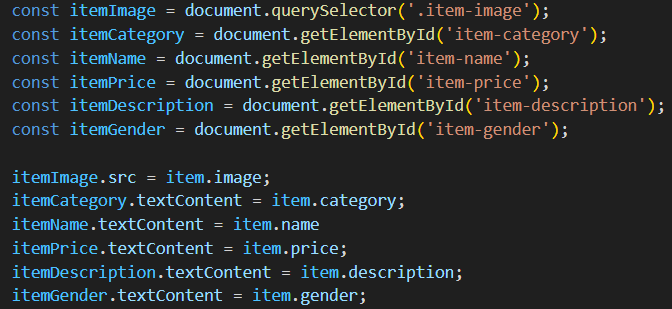 const itemImage = document.querySelector('.item-image');
const itemCategory = document.getElementById('item-category');
const itemName = document.getElementById('item-name');
const itemPrice = document.getElementById('item-price');
const itemDescription = document.getElementById('item-description');
const itemGender = document.getElementById('item-gender');
itemImage.src = item.image;
itemCategory.textContent = item.category;
itemName.textContent = item.name
itemPrice.textContent = item.price;
itemDescription.textContent = item.description;
itemGender.textContent = item.gender;